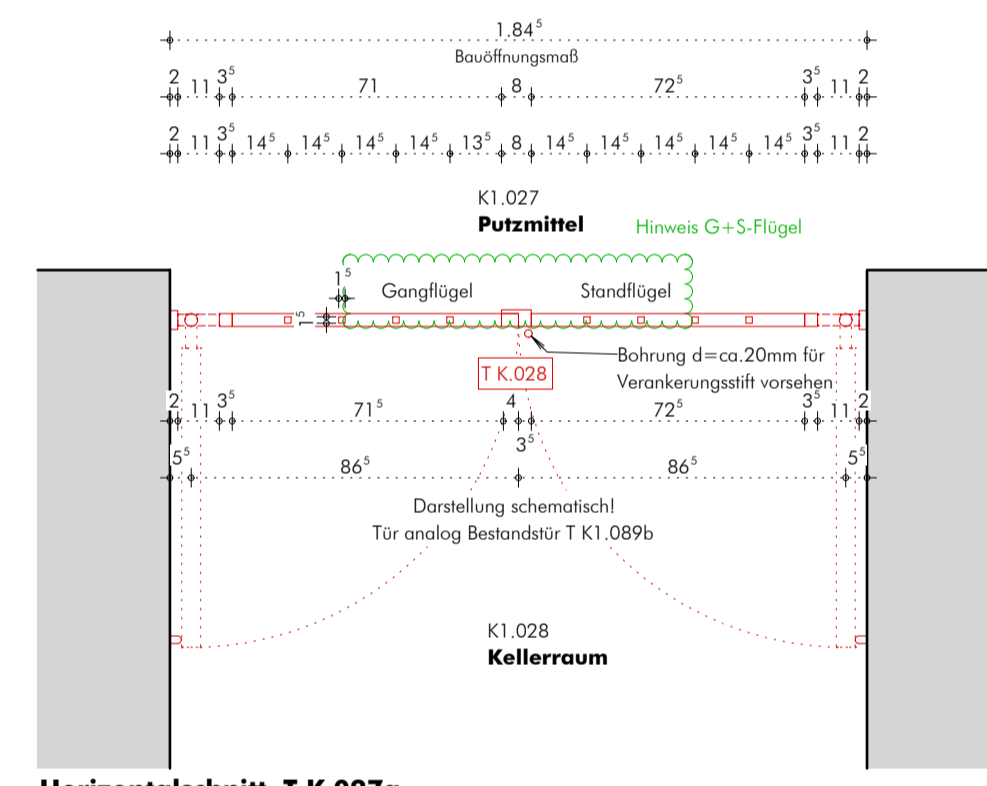 1.84⁵
Bauöffnungsmaß
2 11 3⁵ 71 8 72⁵ 3⁵ 11 2
2 11 3⁵ 14⁵ 14⁵ 14⁵ 14⁵ 13⁵ 8 14⁵ 14⁵ 14⁵ 14⁵ 14⁵ 3⁵ 11 2
K1.027
Putzmittel
Hinweis G+S-Flügel
1⁵
Gangflügel
Standflügel
1⁵
Bohrung d=ca.20mm für
Verankerungsstift vorsehen
T K.028
2 11 3⁵ 71⁵ 4 3⁵ 72⁵ 3⁵ 11 2
5⁵ 86⁵ 86⁵ 5⁵
Darstellung schematisch!
Tür analog Bestandstür T K1.089b
K1.028
Kellerraum